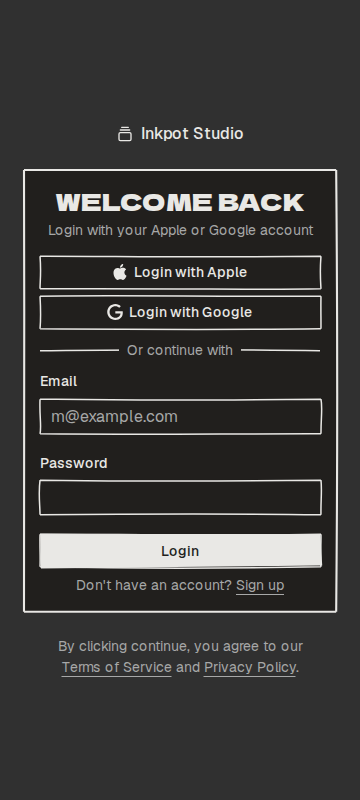 Inkpot Studio
WELCOME BACK
Login with your Apple or Google account
Login with Apple
Login with Google
Or continue with
Email
m@example.com
Password
Login
Don't have an account? Sign up
By clicking continue, you agree to our
Terms of Service and Privacy Policy.